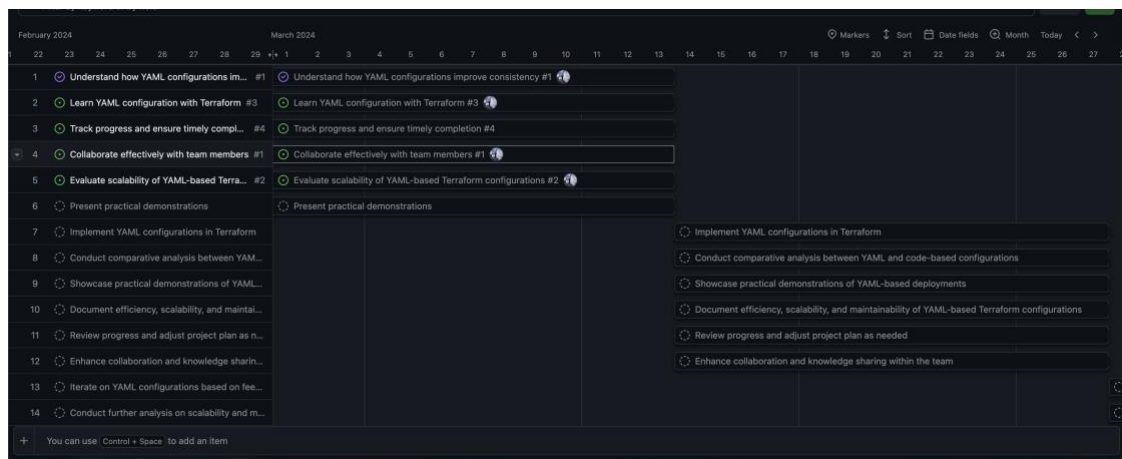 February 2024 March 2024 Markers Sort Date fields Month Today
22 23 24 25 26 27 28 29 1 2 3 4 5 6 7 8 9 10 11 12 13 14 15 16 17 18 19 20 21 22 23 24 25 26 27
1 Understand how YAML configurations im... #1 Understand how YAML configurations improve consistency #1
2 Learn YAML configuration with Terraform #3 Learn YAML configuration with Terraform #3
3 Track progress and ensure timely compl... #4 Track progress and ensure timely completion #4
4 Collaborate effectively with team members #1 Collaborate effectively with team members #1
5 Evaluate scalability of YAML-based Terra... #2 Evaluate scalability of YAML-based Terraform configurations #2
6 Present practical demonstrations Present practical demonstrations
7 Implement YAML configurations in Terraform Implement YAML configurations in Terraform
8 Conduct comparative analysis between YAM... Conduct comparative analysis between YAML and code-based configurations
9 Showcase practical demonstrations of YAML... Showcase practical demonstrations of YAML-based deployments
10 Document efficiency, scalability, and maintai... Document efficiency, scalability, and maintainability of YAML-based Terraform configurations
11 Review progress and adjust project plan as n... Review progress and adjust project plan as needed
12 Enhance collaboration and knowledge sharin... Enhance collaboration and knowledge sharing within the team
13 Iterate on YAML configurations based on fee...
14 Conduct further analysis on scalability and m...
You can use Control + Space to add an item